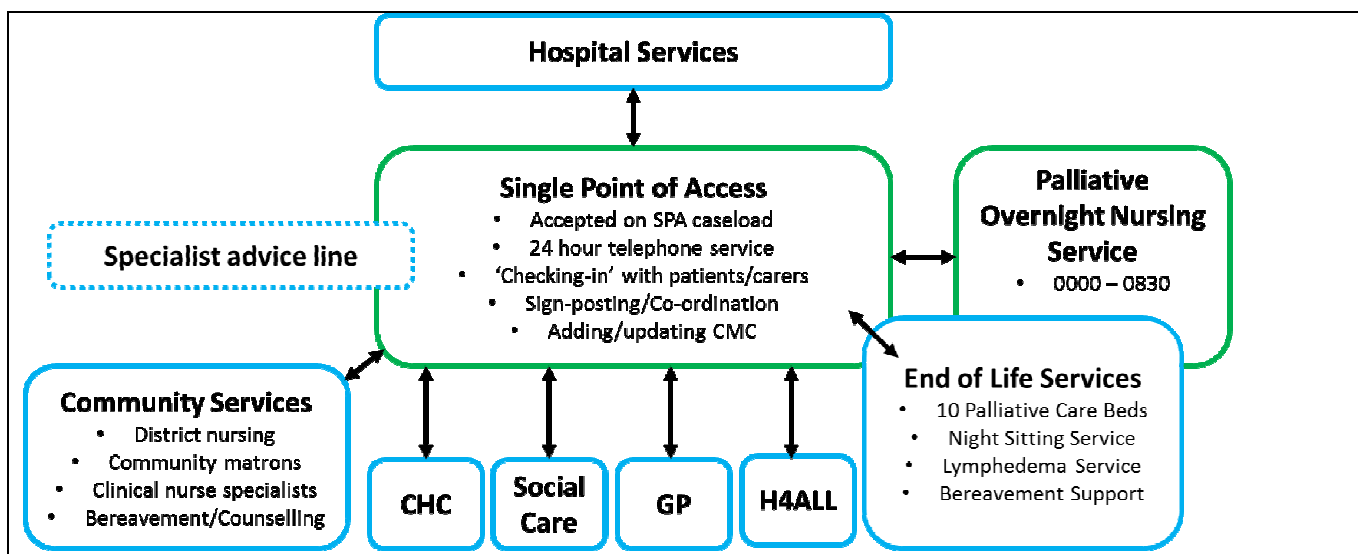 Hospital Services
Single Point of Access
• Accepted on SPA caseload
• 24 hour telephone service
• ‘Checking-in’ with patients/carers
• Sign-posting/Co-ordination
• Adding/updating CMC
Palliative
Overnight Nursing
Service
• 0000 – 0830
Specialist advice line
Community Services
• District nursing
• Community matrons
• Clinical nurse specialists
• Bereavement/Counselling
CHC
Social
Care
GP
H4ALL
End of Life Services
• 10 Palliative Care Beds
• Night Sitting Service
• Lymphedema Service
• Bereavement Support